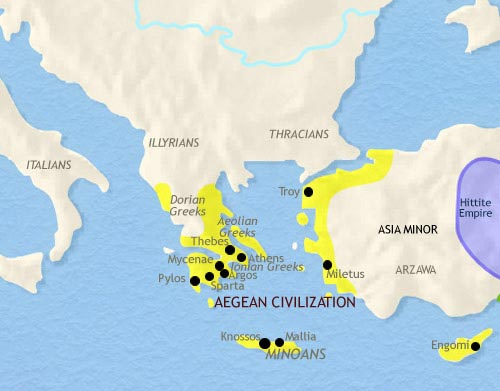 THRACIANS
ILLYRIANS
ITALIANS
Troy
Dorian
Greeks
Hittite
Empire
Aeolian
Greeks
ASIA MINOR
Thebes
Athens
Mycenae
Ionian Greeks
ARZAWA
Miletus
Argos
Pylos
Sparta
AEGEAN CIVILIZATION
Knossos
Mallia
MINOANS
Engomi